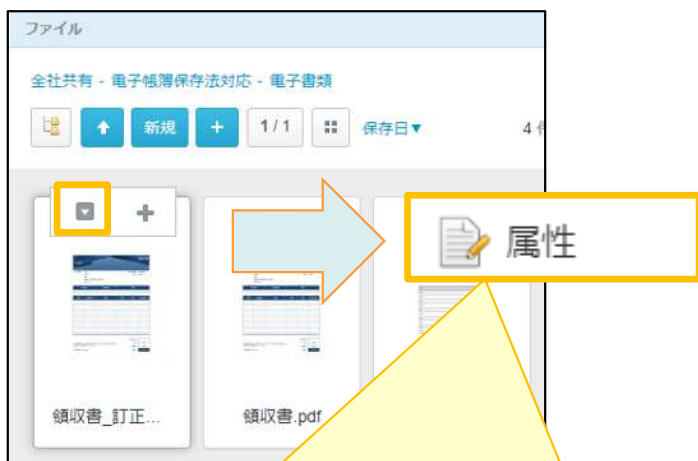 ファイル
全社共有 - 電子帳簿保存法対応 - 電子書類
新規
1 / 1
保存日▼
4
属性
領収書_訂正...
領収書.pdf